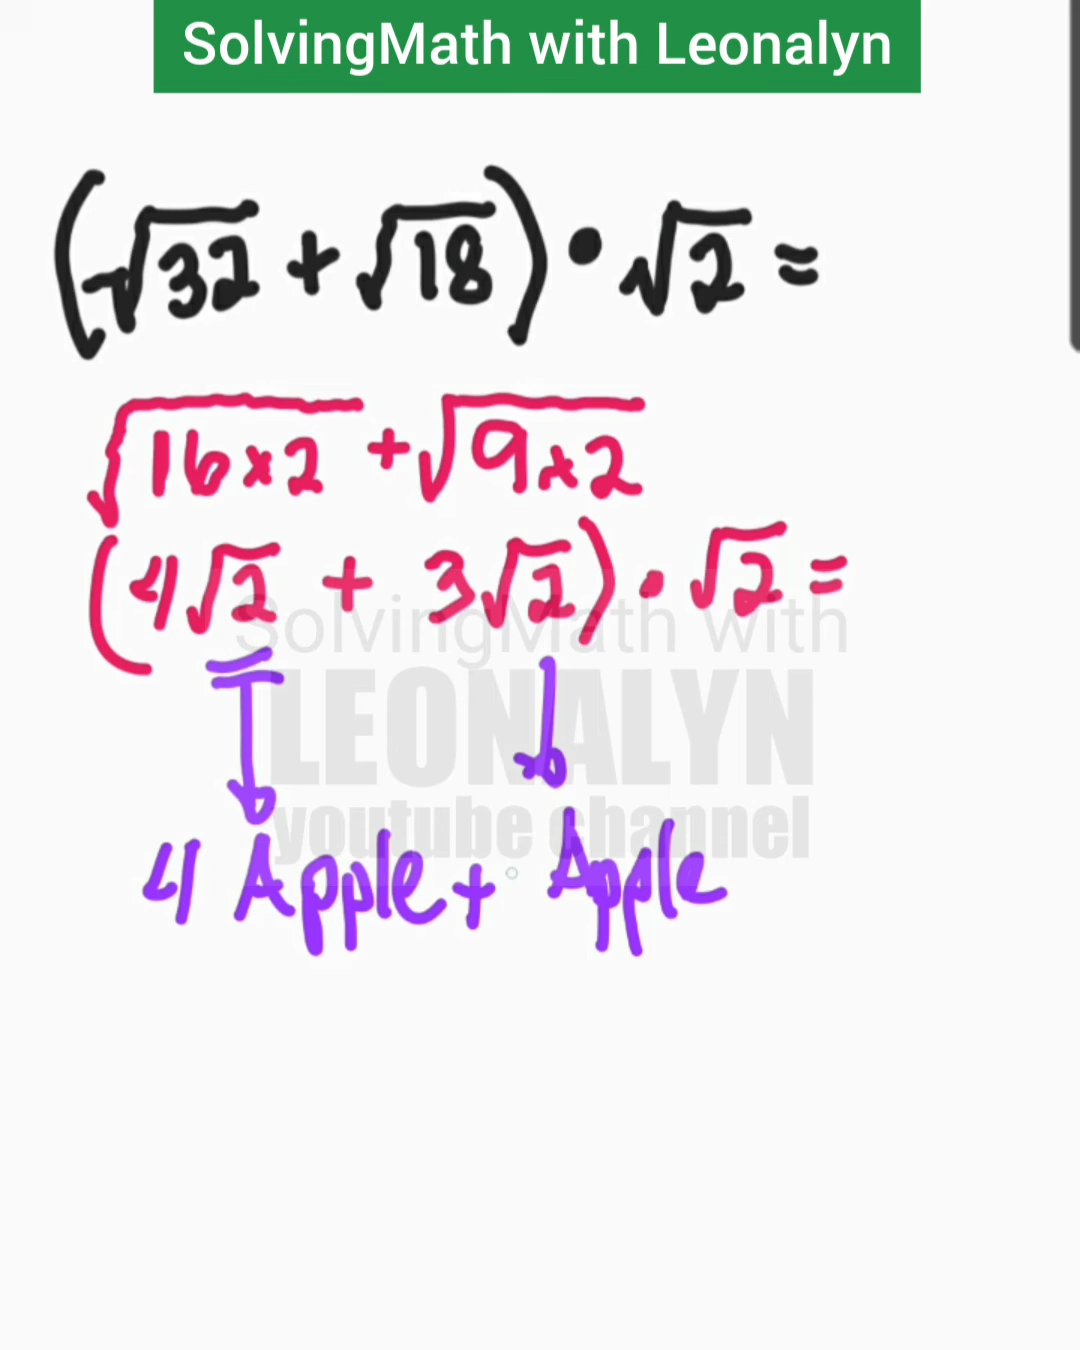 SolvingMath with Leonalyn
(√32 + √18) • √2 =
√16×2 + √9×2
(4√2 + 3√2) • √2 =
SolvingMath with
LEONALYN
youtube channel
4 Apple + Apple